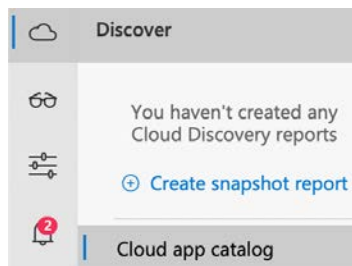 Discover
You haven't created any
Cloud Discovery reports
Create snapshot report
2
Cloud app catalog